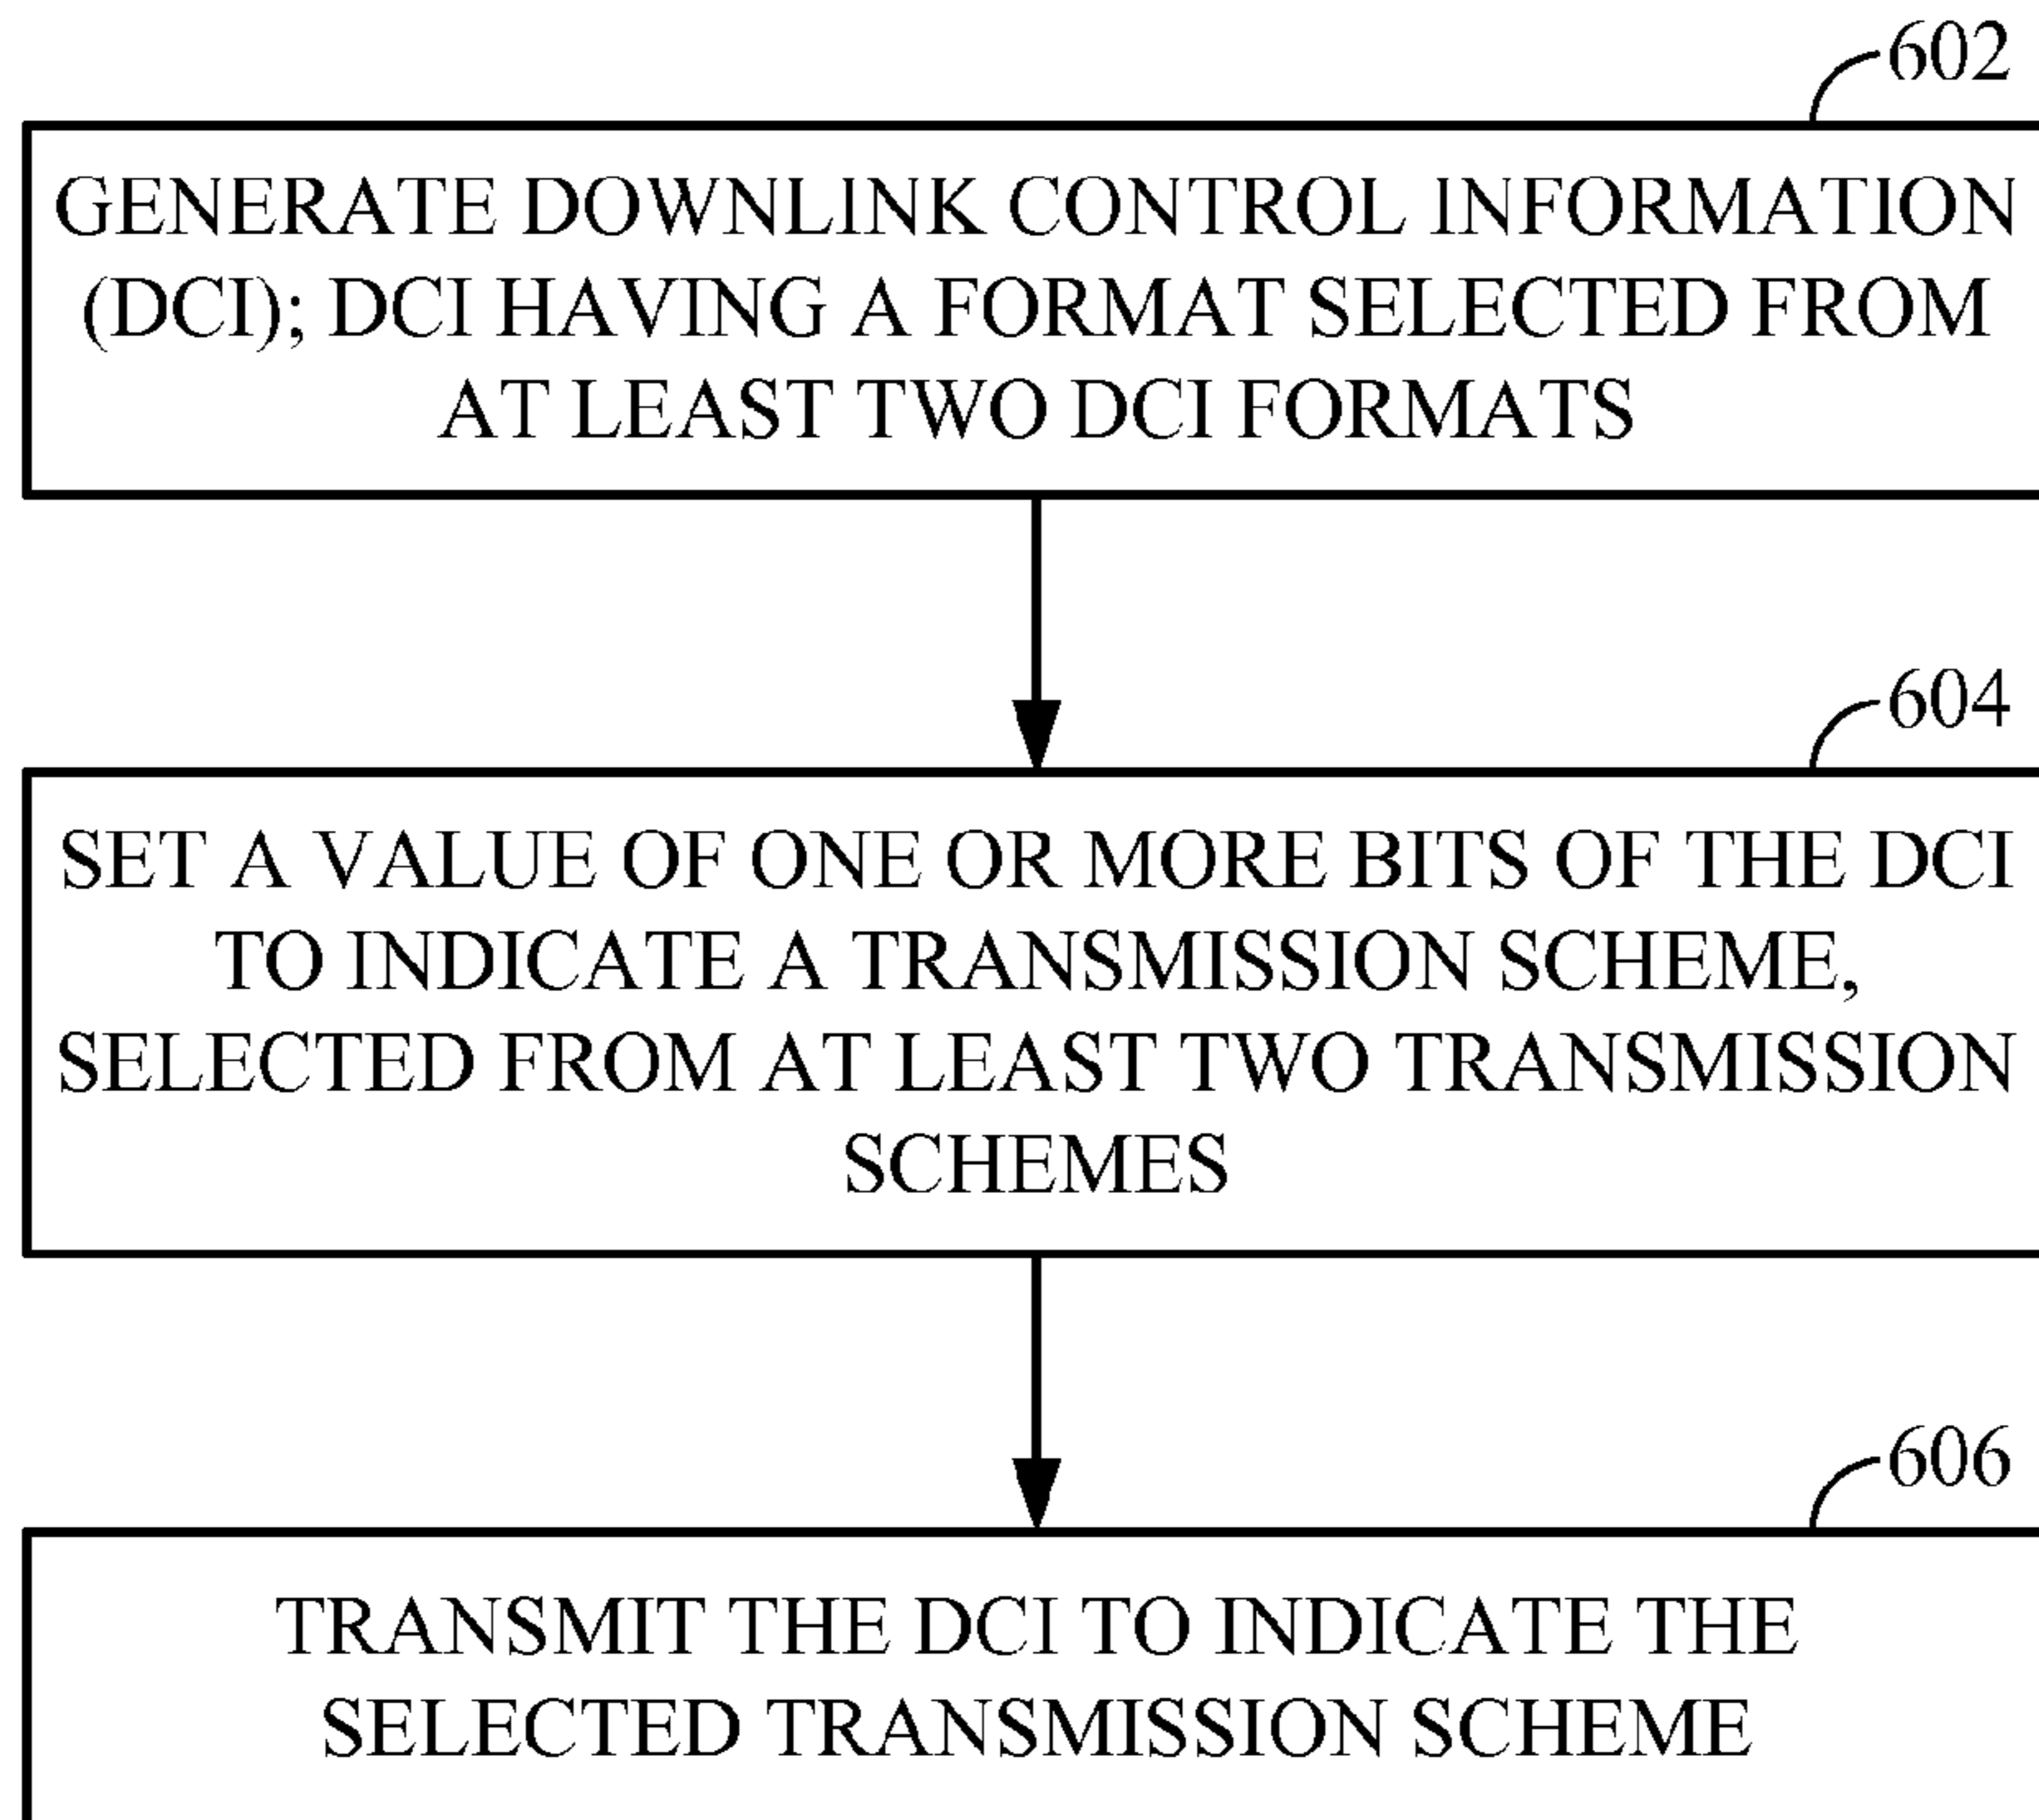 602
GENERATE DOWNLINK CONTROL INFORMATION
(DCI); DCI HAVING A FORMAT SELECTED FROM
AT LEAST TWO DCI FORMATS
604
SET A VALUE OF ONE OR MORE BITS OF THE DCI
TO INDICATE A TRANSMISSION SCHEME,
SELECTED FROM AT LEAST TWO TRANSMISSION
SCHEMES
606
TRANSMIT THE DCI TO INDICATE THE
SELECTED TRANSMISSION SCHEME